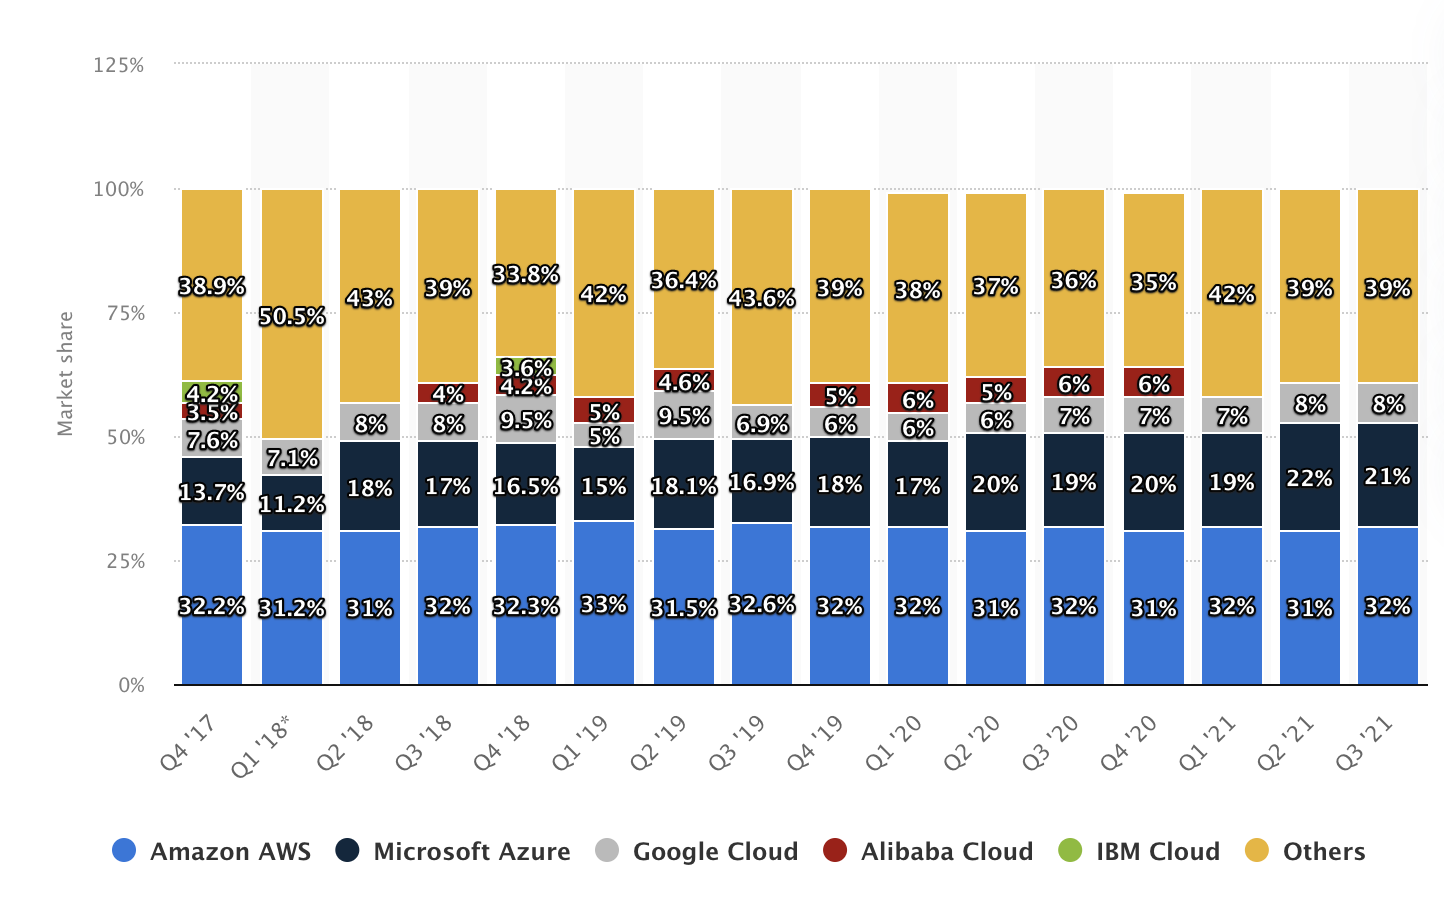 125%
100%
75%
50%
25%
0%
Market share
38.9% 50.5% 43% 39% 33.8% 42% 36.4% 43.6% 39% 38% 37% 36% 35% 42% 39% 39%
4.2% 3.6%
3.5% 4% 4.2% 5% 4.6% 5% 6% 5% 6% 6%
7.6% 7.1% 8% 8% 9.5% 5% 9.5% 6.9% 6% 6% 6% 7% 7% 7% 8% 8%
13.7% 11.2% 18% 17% 16.5% 15% 18.1% 16.9% 18% 17% 20% 19% 20% 19% 22% 21%
32.2% 31.2% 31% 32% 32.3% 33% 31.5% 32.6% 32% 32% 31% 32% 31% 32% 31% 32%
Q4 '17 Q1 '18* Q2 '18 Q3 '18 Q4 '18 Q1 '19 Q2 '19 Q3 '19 Q4 '19 Q1 '20 Q2 '20 Q3 '20 Q4 '20 Q1 '21 Q2 '21 Q3 '21
Amazon AWS Microsoft Azure Google Cloud Alibaba Cloud IBM Cloud Others